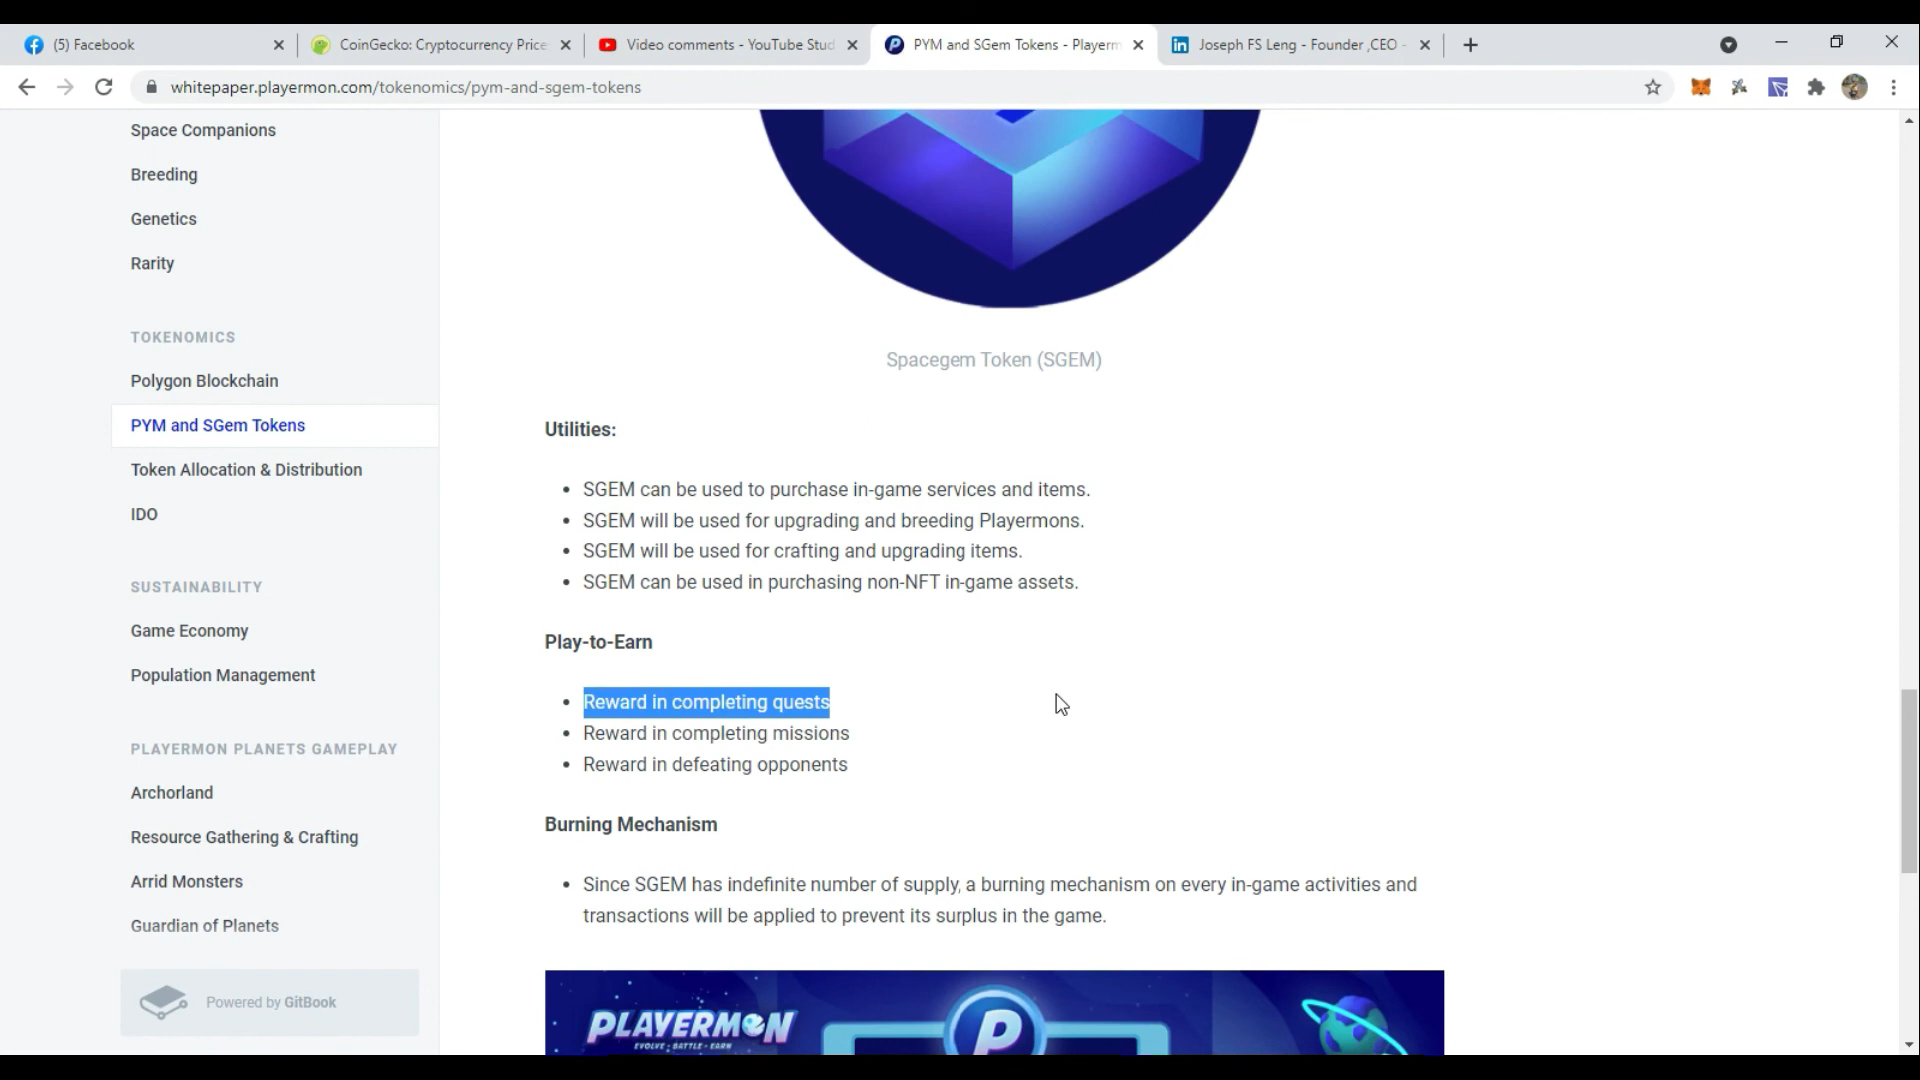 (5) Facebook
CoinGecko: Cryptocurrency Price
Video comments - YouTube Stud
PYM and SGem Tokens - Playerm
Joseph FS Leng - Founder ,CEO -
whitepaper.playermon.com/tokenomics/pym-and-sgem-tokens
Space Companions
Breeding
Genetics
Rarity
TOKENOMICS
Polygon Blockchain
PYM and SGem Tokens
Token Allocation & Distribution
IDO
SUSTAINABILITY
Game Economy
Population Management
PLAYERMON PLANETS GAMEPLAY
Archorland
Resource Gathering & Crafting
Arrid Monsters
Guardian of Planets
Powered by GitBook
Spacegem Token (SGEM)
Utilities:
• SGEM can be used to purchase in-game services and items.
• SGEM will be used for upgrading and breeding Playermons.
• SGEM will be used for crafting and upgrading items.
• SGEM can be used in purchasing non-NFT in-game assets.
Play-to-Earn
• Reward in completing quests
• Reward in completing missions
• Reward in defeating opponents
Burning Mechanism
• Since SGEM has indefinite number of supply, a burning mechanism on every in-game activities and
transactions will be applied to prevent its surplus in the game.
PLAYERMON
EVOLVE · BATTLE · EARN
P